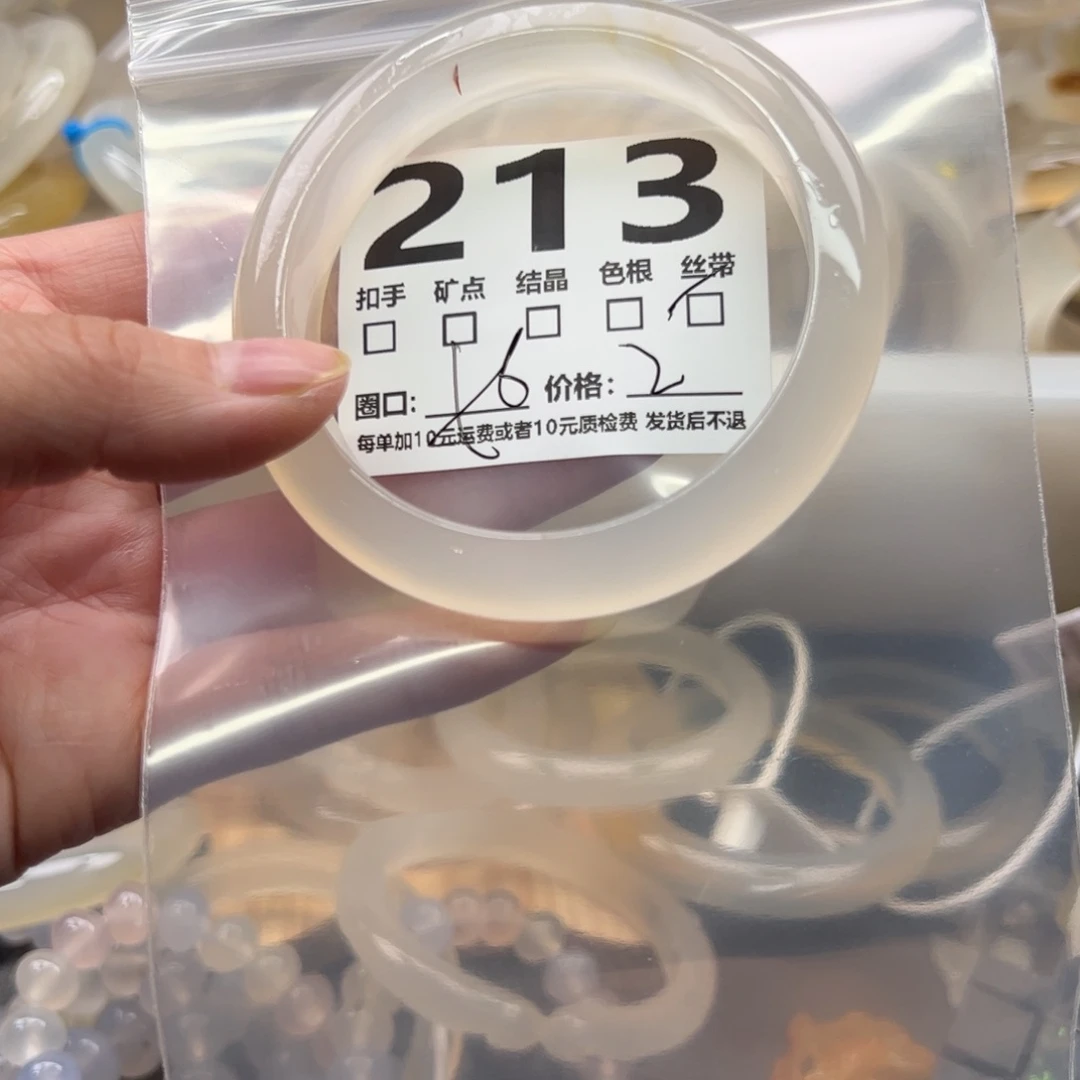 213
扣手 矿点 结晶 色根 丝带
圈口: 价格: 2
每单加10元运费或者10元质检费 发货后不退